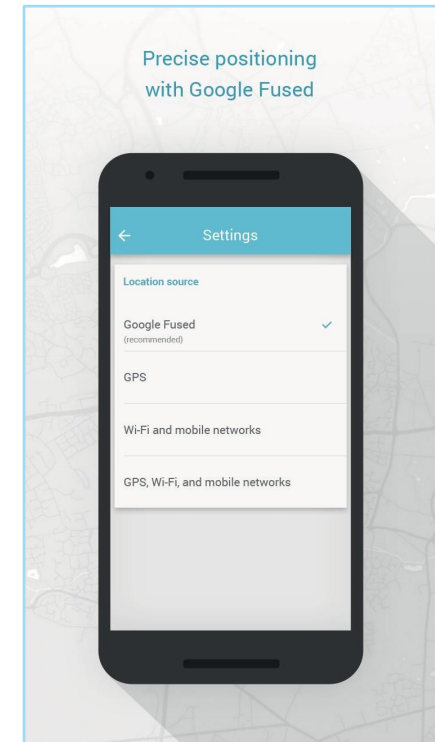 Precise positioning
with Google Fused
Settings
Location source
Google Fused
(recommended)
GPS
Wi-Fi and mobile networks
GPS, Wi-Fi, and mobile networks